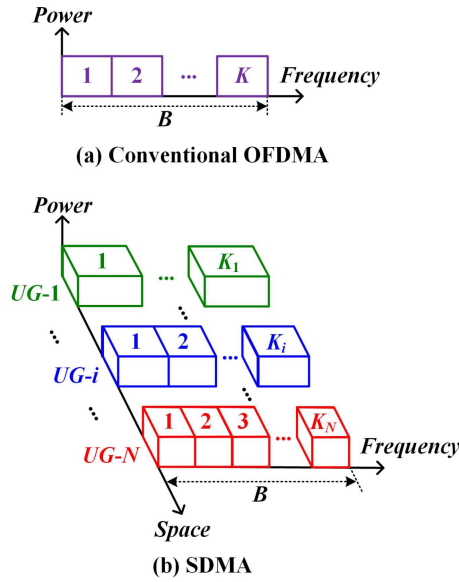 Power
1 2 ... K Frequency
B
(a) Conventional OFDMA
Power
1 ... K₁
UG-1
1 2 ... Kᵢ
UG-i
1 2 3 ... K_N
UG-N Frequency
B
Space
(b) SDMA